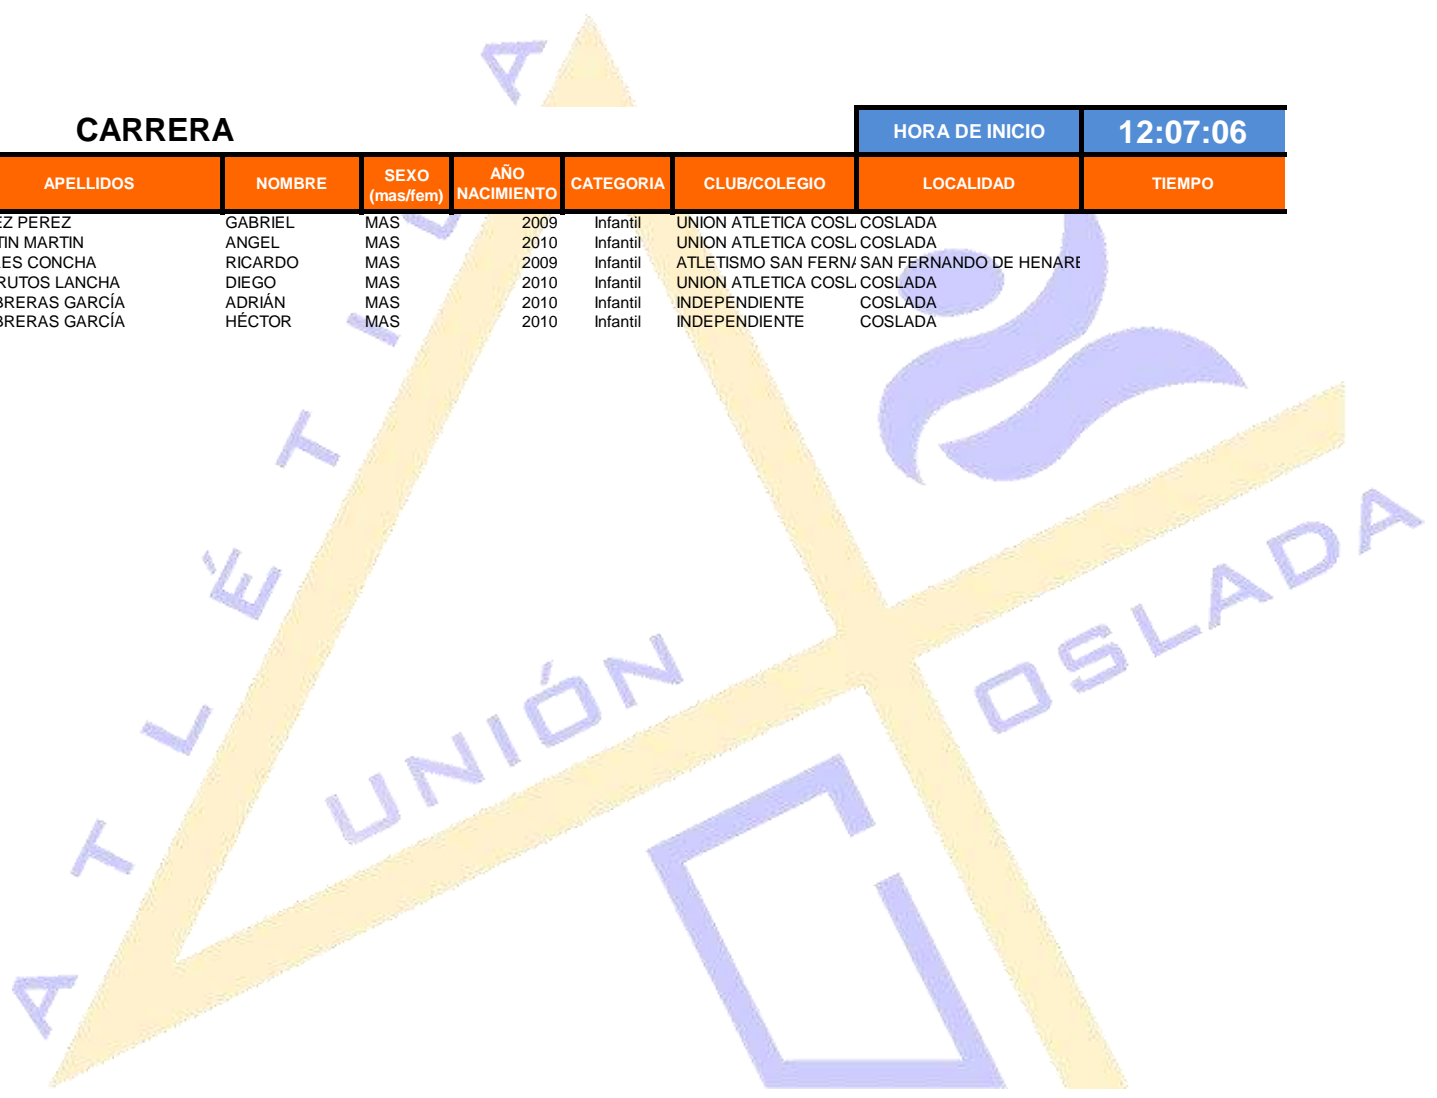 CARRERA HORA DE INICIO 12:07:06
APELLIDOS NOMBRE SEXO (mas/fem) AÑO NACIMIENTO CATEGORIA CLUB/COLEGIO LOCALIDAD TIEMPO
EZ PEREZ GABRIEL MAS 2009 Infantil UNION ATLETICA COSL COSLADA
TIN MARTIN ANGEL MAS 2010 Infantil UNION ATLETICA COSL COSLADA
ES CONCHA RICARDO MAS 2009 Infantil ATLETISMO SAN FERNA SAN FERNANDO DE HENARE
RUTOS LANCHA DIEGO MAS 2010 Infantil UNION ATLETICA COSL COSLADA
BRERAS GARCÍA ADRIÁN MAS 2010 Infantil INDEPENDIENTE COSLADA
BRERAS GARCÍA HÉCTOR MAS 2010 Infantil INDEPENDIENTE COSLADA
UNIÓN
ATLÉTICA
OSLADA